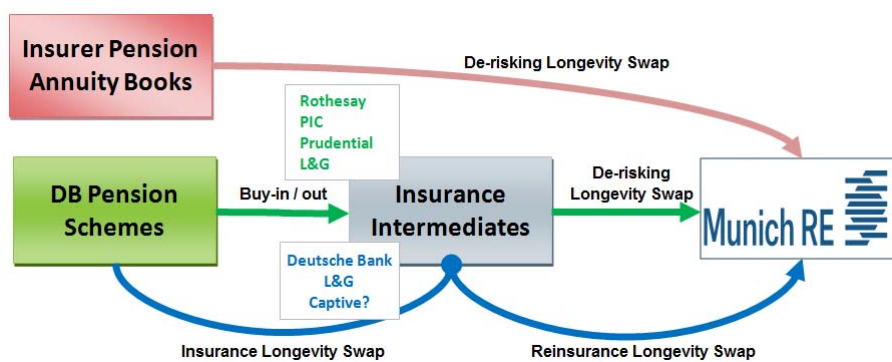 Insurer Pension
Annuity Books
De-risking Longevity Swap
Rothesay
PIC
Prudential
L&G
DB Pension
Schemes
Buy-in / out
Insurance
Intermediates
De-risking
Longevity Swap
Munich RE
Deutsche Bank
L&G
Captive?
Insurance Longevity Swap
Reinsurance Longevity Swap